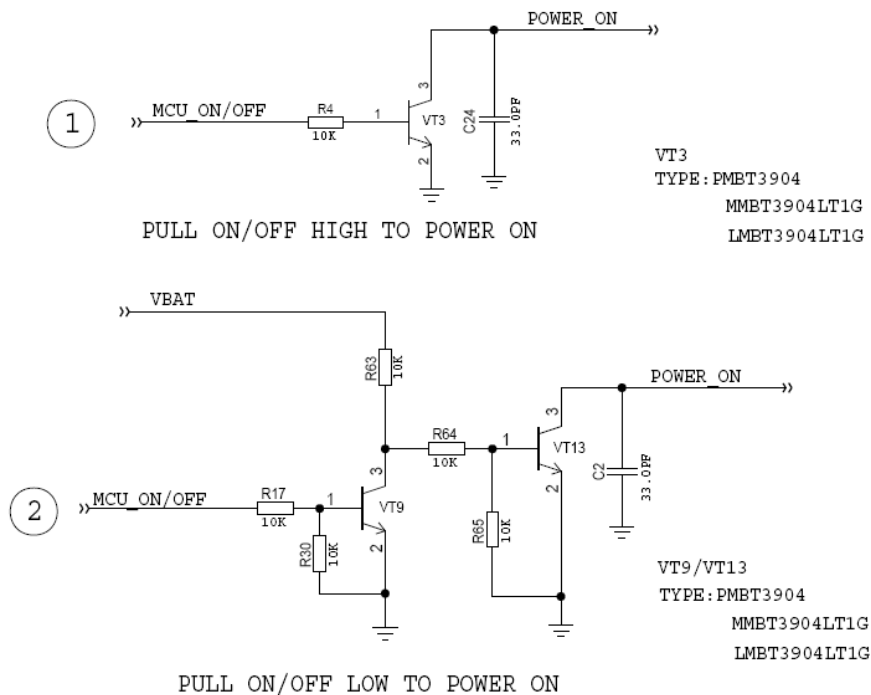 POWER_ON
3
MCU_ON/OFF
R4
1
1
10K
VT3
C24
33.0PF
2
VT3
TYPE:PMBT3904
MMBT3904LT1G
LMBT3904LT1G
PULL ON/OFF HIGH TO POWER ON
VBAT
R63
10K
POWER_ON
3
R64
1
10K
VT13
C2
33.0PF
3
2
MCU_ON/OFF
R17
1
2
10K
VT9
R30
10K
2
R65
10K
VT9/VT13
TYPE:PMBT3904
MMBT3904LT1G
LMBT3904LT1G
PULL ON/OFF LOW TO POWER ON